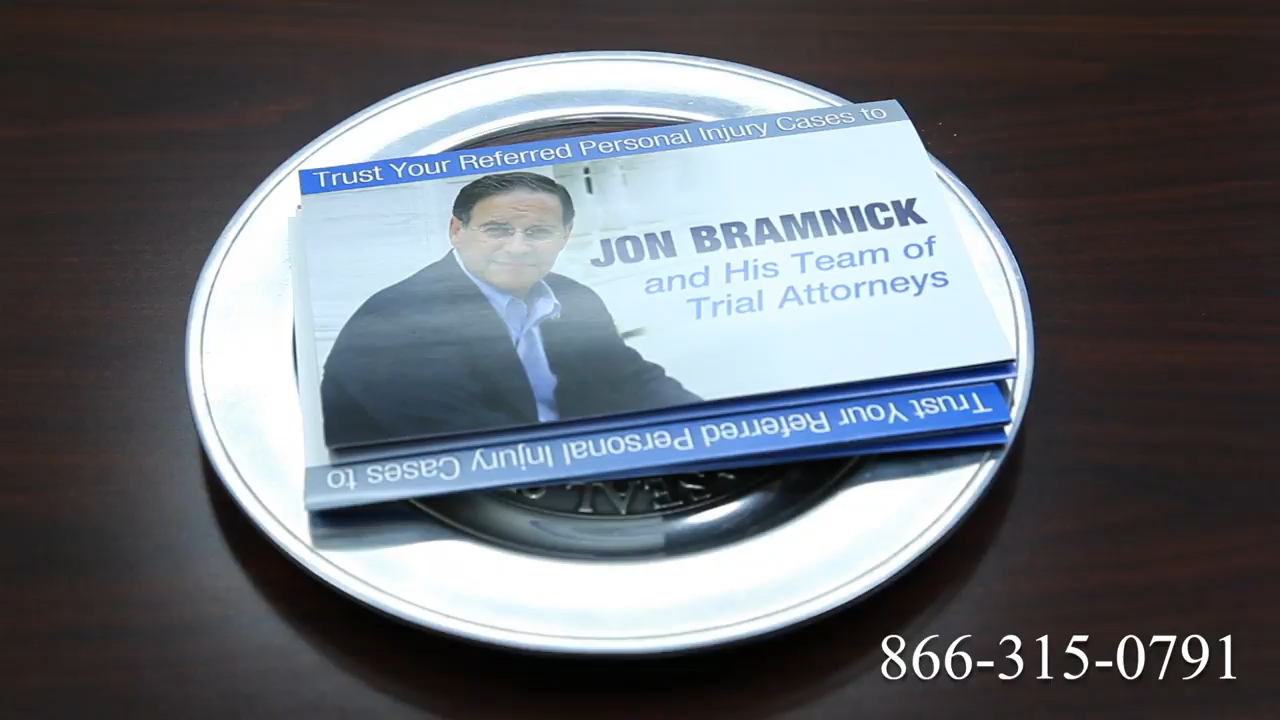 Trust Your Referred Personal Injury Cases to
JON BRAMNICK
and His Team of
Trial Attorneys
Trust Your Referred Personal Injury Cases to
866-315-0791